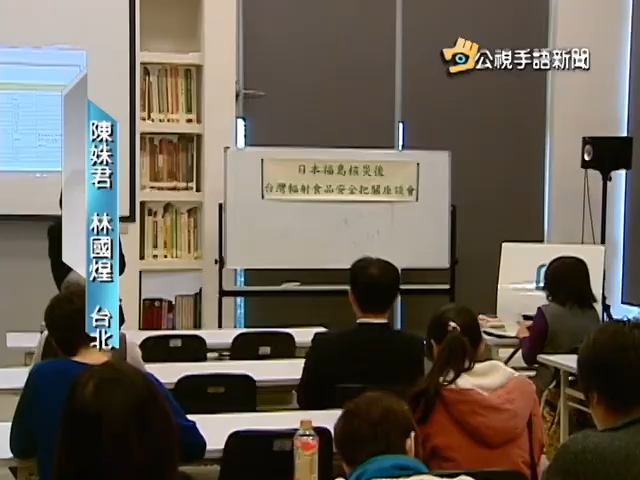 公視手語新聞
日本福島核災後
台灣輻射食品安全把關座談會
陳姝君 林國煌 台北